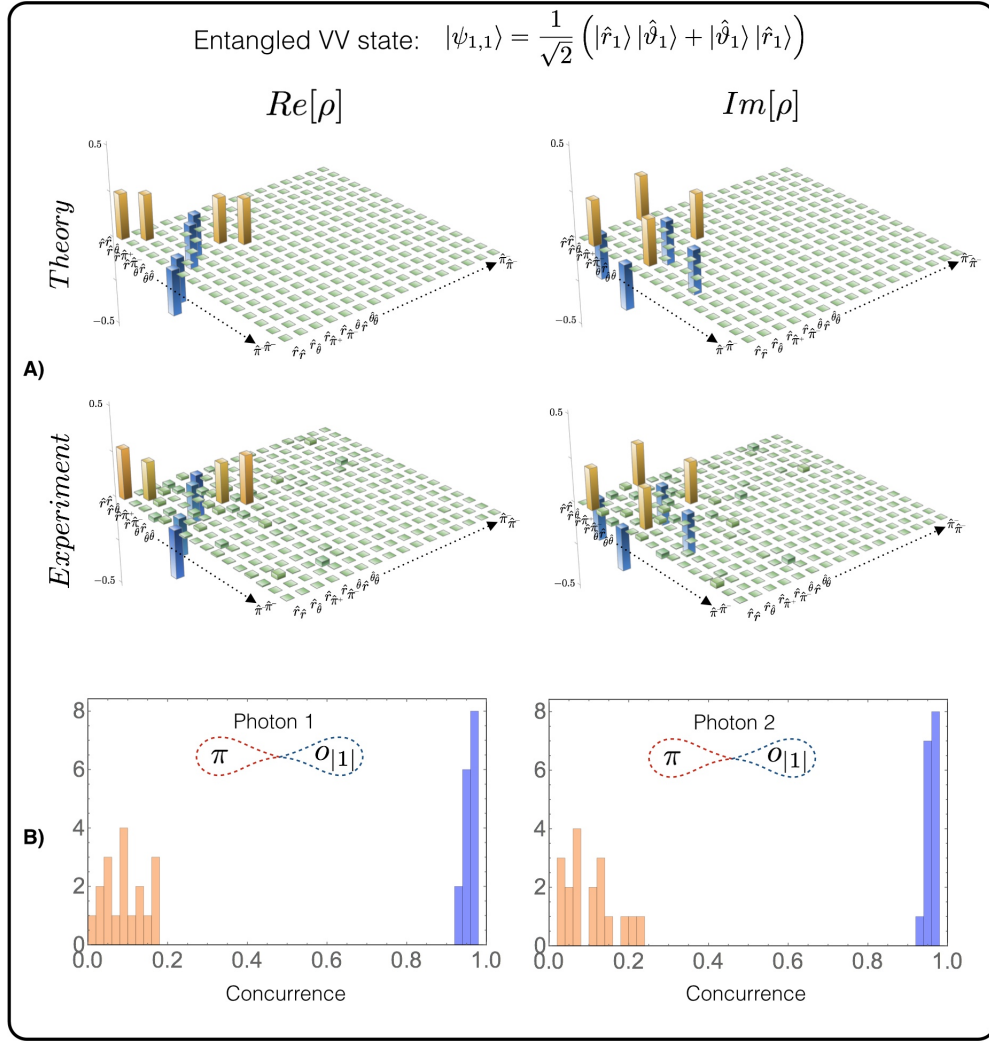 Entangled VV state: |ψ₁,₁⟩ = 1/√2 (|r̂₁⟩ |ϑ̂₁⟩ + |ϑ̂₁⟩ |r̂₁⟩)
Re[ρ] Im[ρ]
Theory
0.5
−0.5
r̂r̂ r̂θ̂ r̂π̂⁺ r̂π̂⁻ θ̂r̂ θ̂θ̂
π̂⁻π̂⁻
r̂r̂ r̂θ̂ r̂π̂⁺ r̂π̂⁻ θ̂r̂ θ̂θ̂
π̂⁻π̂⁻
0.5
−0.5
r̂r̂ r̂θ̂ r̂π̂⁺ r̂π̂⁻ θ̂r̂ θ̂θ̂
π̂⁻π̂⁻
r̂r̂ r̂θ̂ r̂π̂⁺ r̂π̂⁻ θ̂r̂ θ̂θ̂
π̂⁻π̂⁻
A)
Experiment
0.5
−0.5
r̂r̂ r̂θ̂ r̂π̂⁺ r̂π̂⁻ θ̂r̂ θ̂θ̂
π̂⁻π̂⁻
r̂r̂ r̂θ̂ r̂π̂⁺ r̂π̂⁻ θ̂r̂ θ̂θ̂
π̂⁻π̂⁻
0.5
−0.5
r̂r̂ r̂θ̂ r̂π̂⁺ r̂π̂⁻ θ̂r̂ θ̂θ̂
π̂⁻π̂⁻
r̂r̂ r̂θ̂ r̂π̂⁺ r̂π̂⁻ θ̂r̂ θ̂θ̂
π̂⁻π̂⁻
B)
Photon 1
π o|1|
8
6
4
2
0
0.0 0.2 0.4 0.6 0.8 1.0
Concurrence
Photon 2
π o|1|
8
6
4
2
0
0.0 0.2 0.4 0.6 0.8 1.0
Concurrence